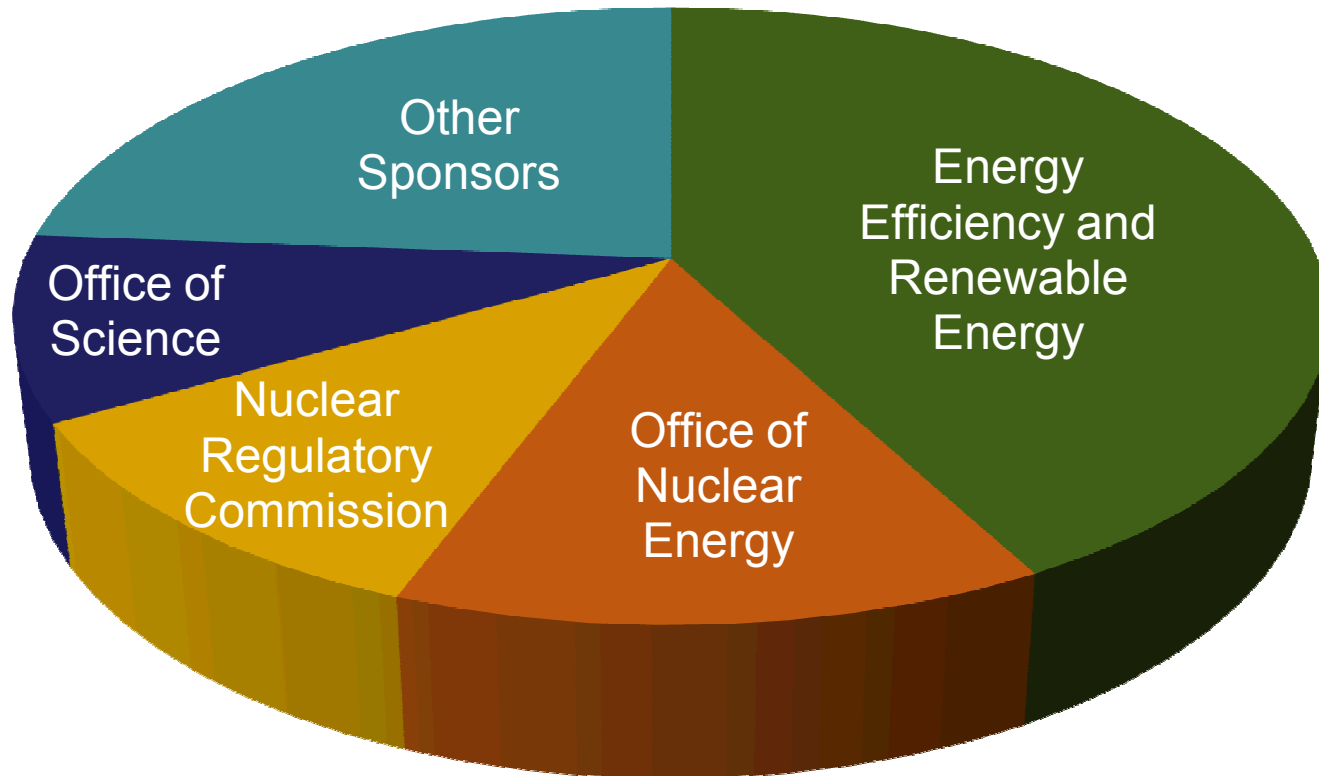 Other
Sponsors
Energy
Efficiency and
Renewable
Energy
Office of
Science
Nuclear
Regulatory
Commission
Office of
Nuclear
Energy